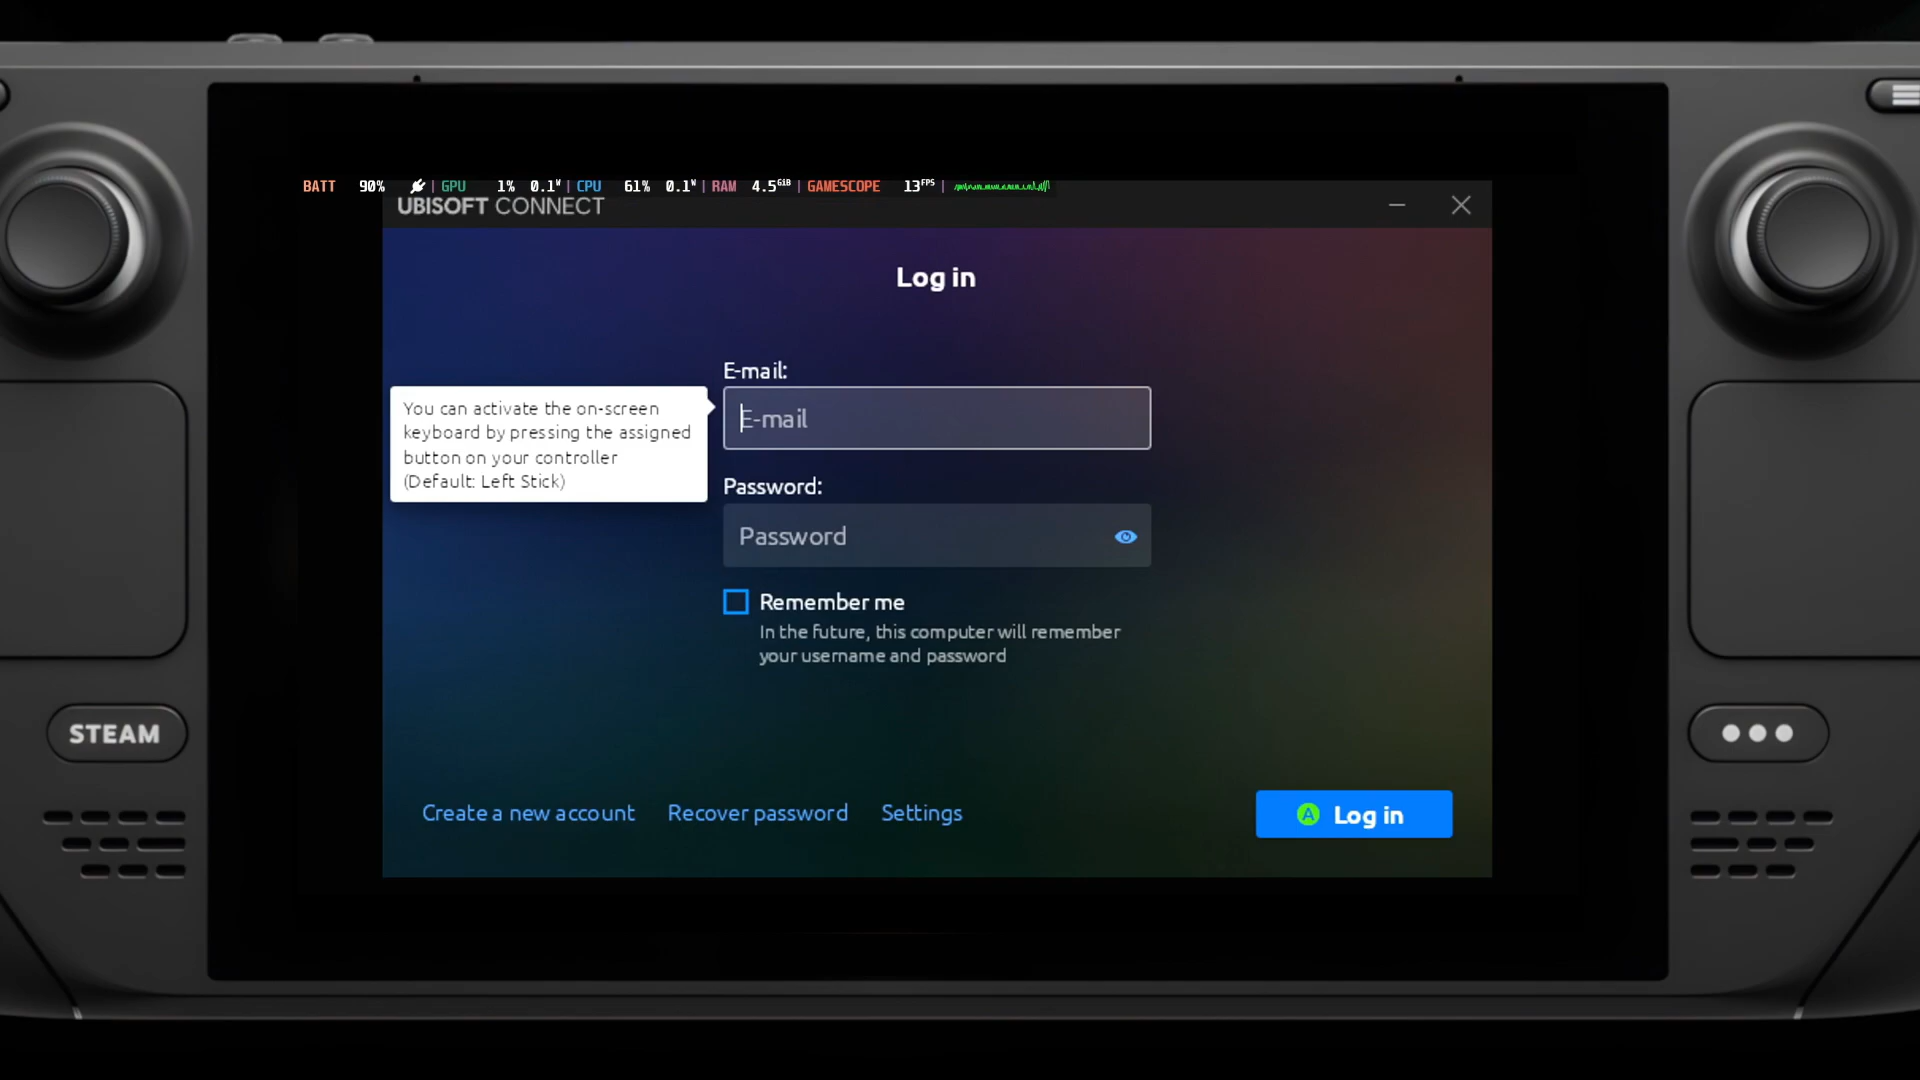 BATT 90% | GPU 1% 0.1W | CPU 61% 0.1W | RAM 4.5GiB | GAMESCOPE 13FPS |
UBISOFT CONNECT
Log in
E-mail:
E-mail
You can activate the on-screen
keyboard by pressing the assigned
button on your controller
(Default: Left Stick)
Password:
Password
Remember me
In the future, this computer will remember
your username and password
STEAM
Create a new account Recover password Settings
A Log in